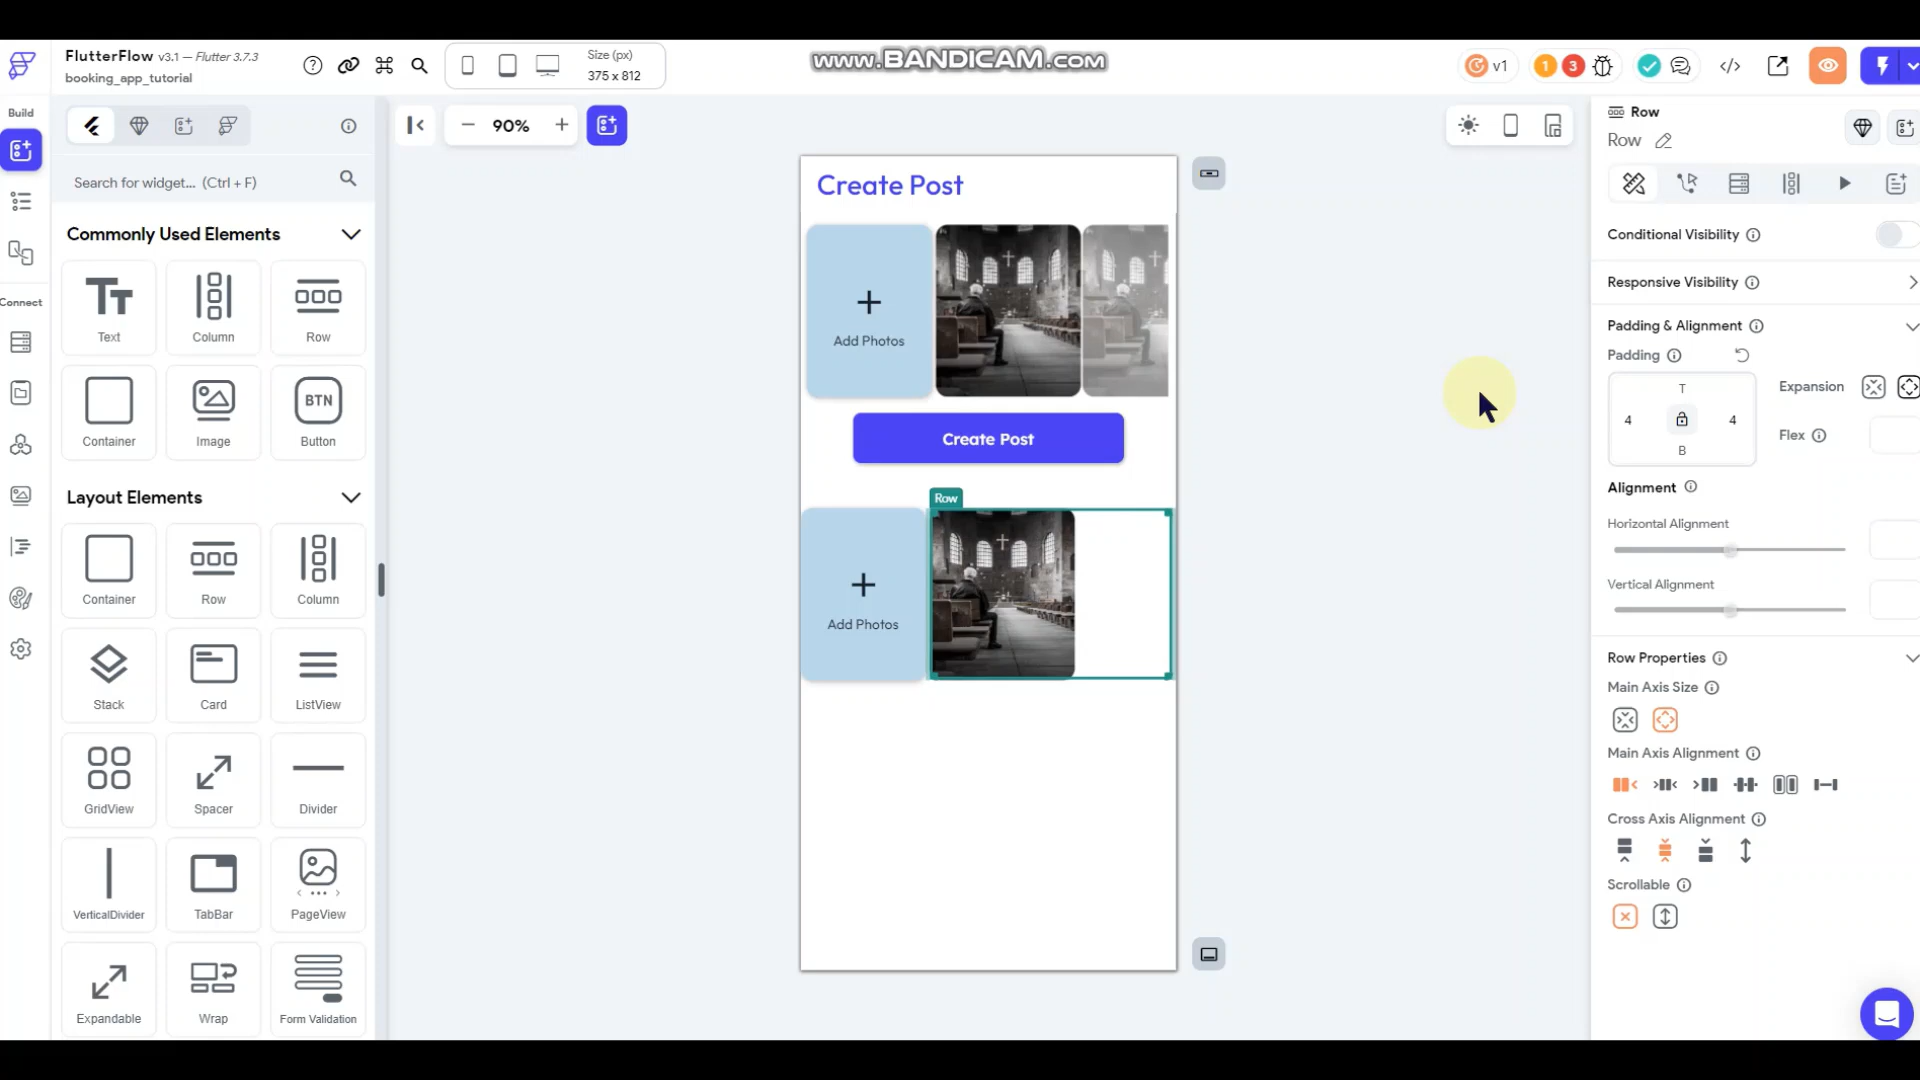 FlutterFlow v3.1 — Flutter 3.7.3
booking_app_tutorial
Size (px)
375 x 812
www.BANDICAM.com
v1
1
3
Build
Connect
Search for widget... (Ctrl + F)
Commonly Used Elements
Text
Column
Row
Container
Image
BTN
Button
Layout Elements
Container
Row
Column
Stack
Card
ListView
GridView
Spacer
Divider
VerticalDivider
TabBar
PageView
Expandable
Wrap
Form Validation
90%
Create Post
Add Photos
Create Post
Row
Add Photos
Row
Row
Conditional Visibility
Responsive Visibility
Padding & Alignment
Padding
T
4
4
B
Expansion
Flex
Alignment
Horizontal Alignment
Vertical Alignment
Row Properties
Main Axis Size
Main Axis Alignment
Cross Axis Alignment
Scrollable